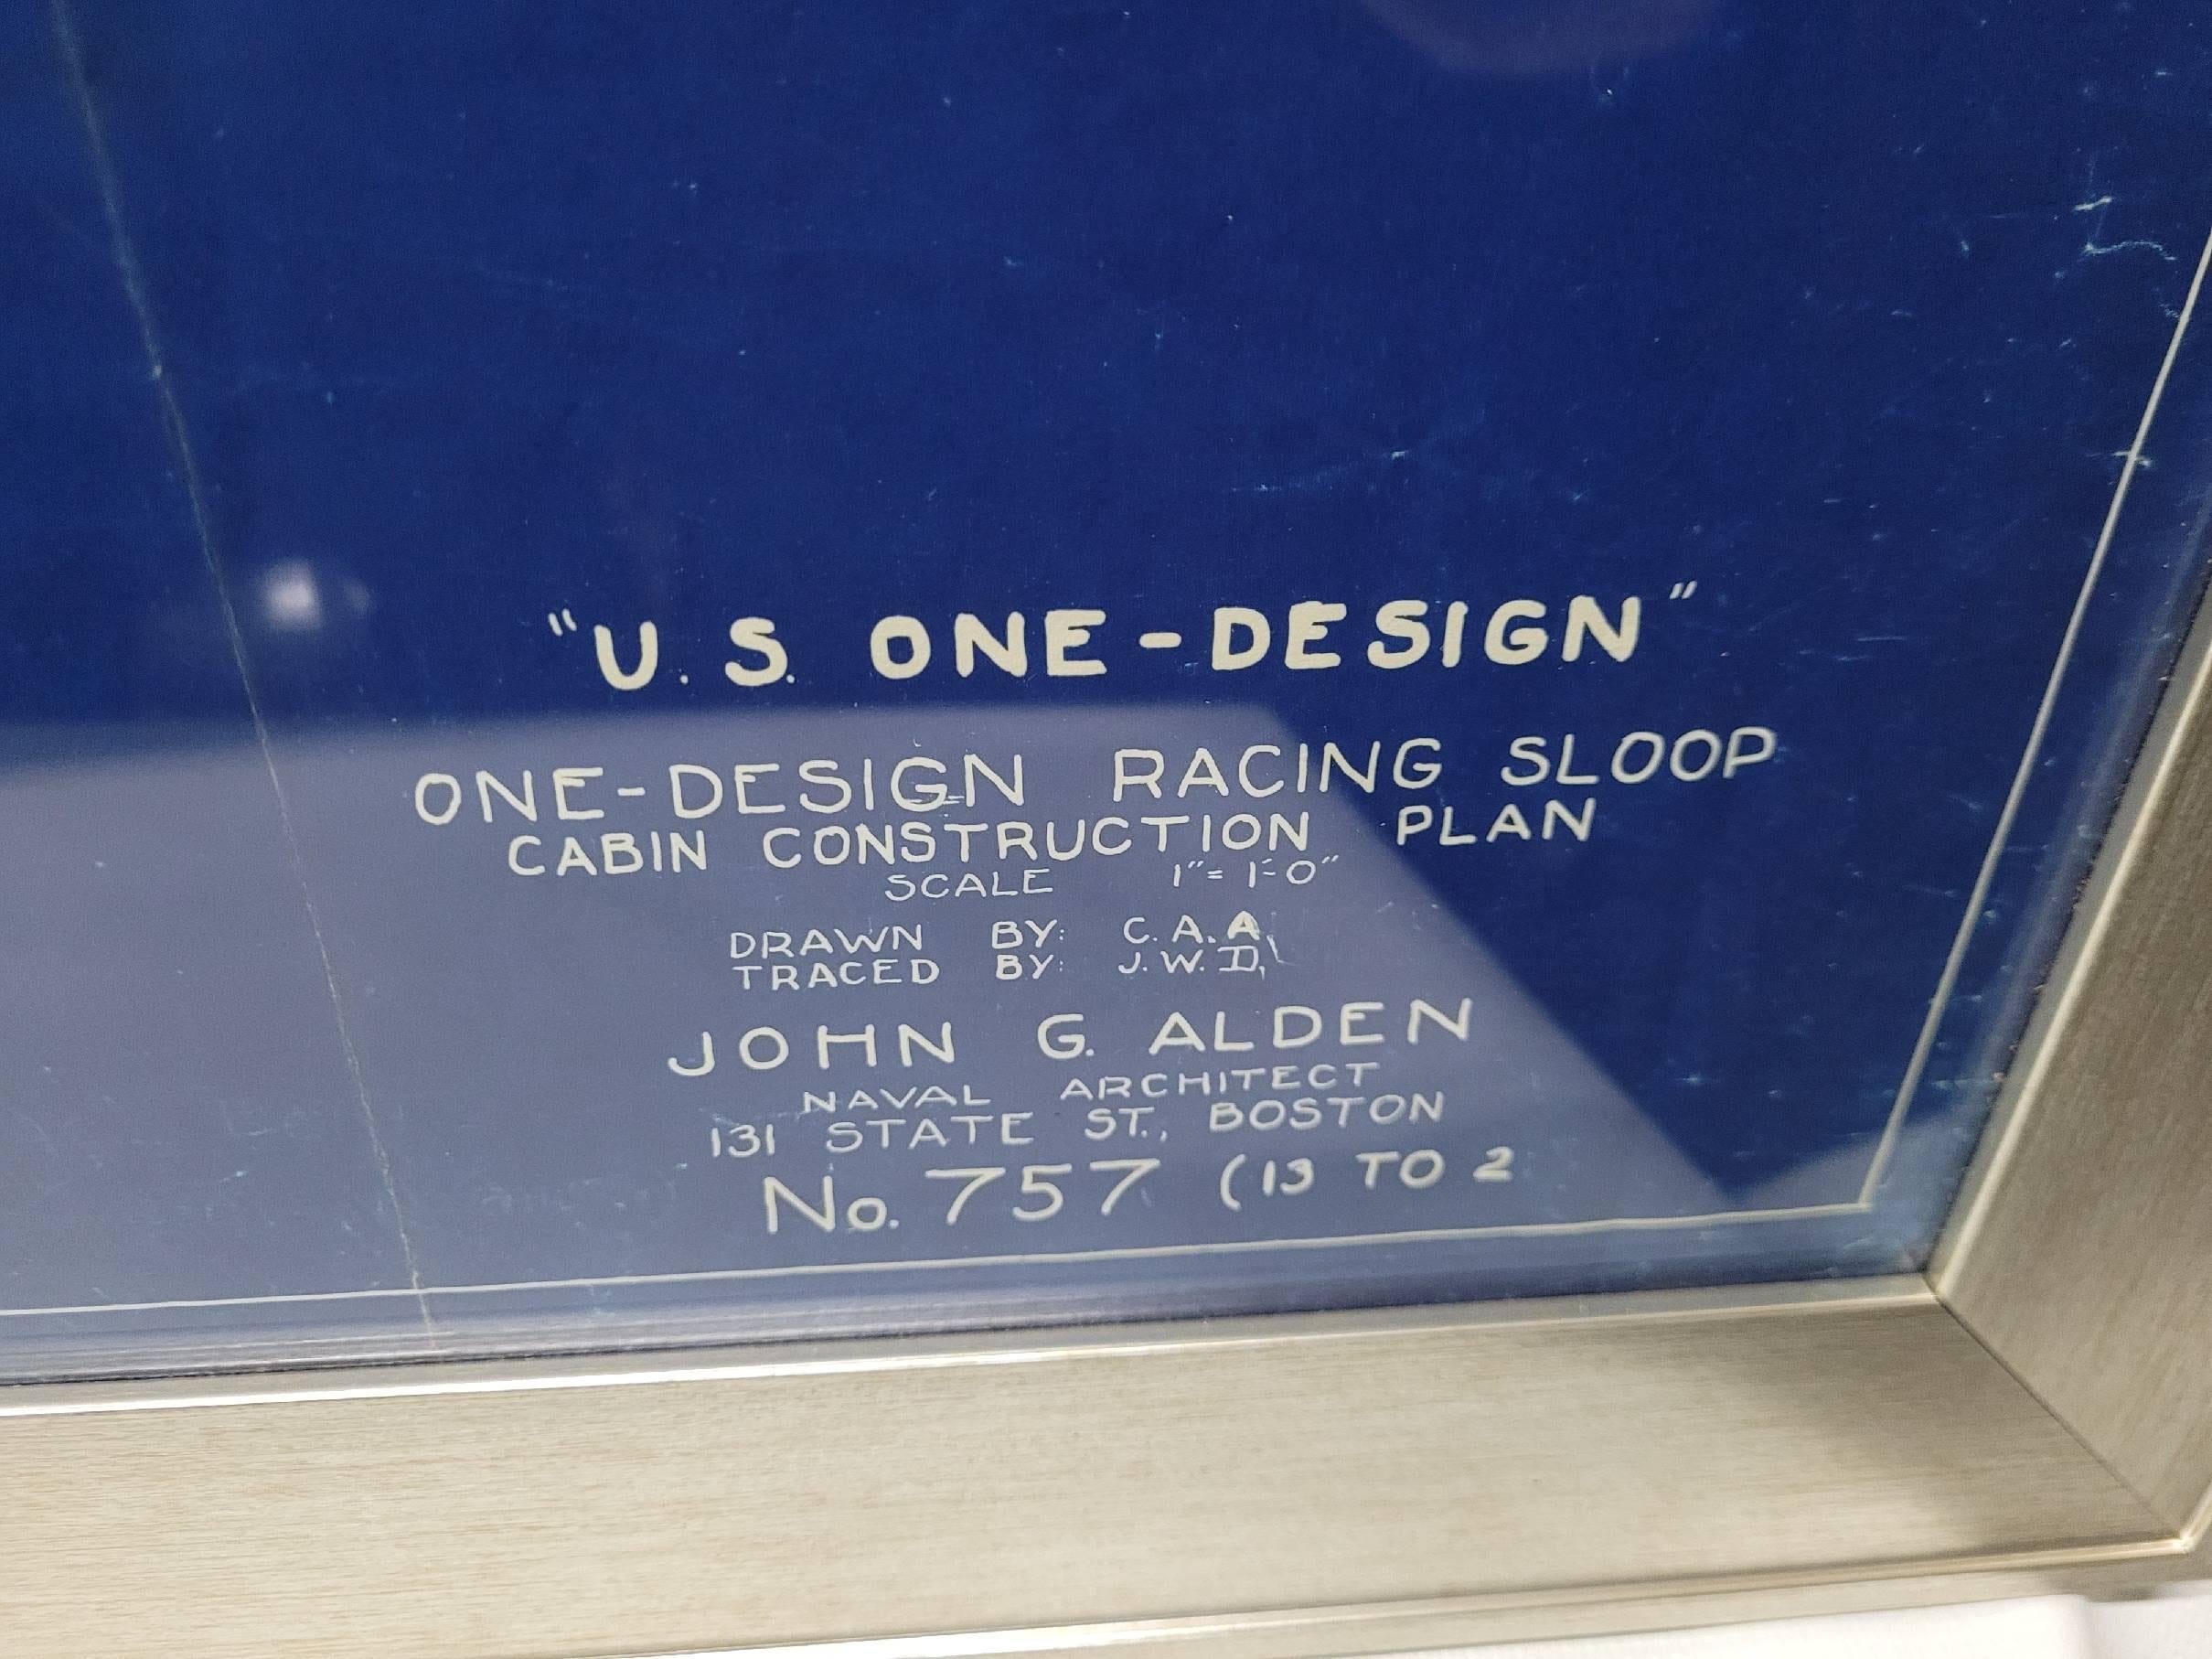 "U.S. ONE-DESIGN"
ONE-DESIGN RACING SLOOP
CABIN CONSTRUCTION PLAN
SCALE 1"= 1'-0"
DRAWN BY: C.A.A.
TRACED BY: J.W.D.
JOHN G. ALDEN
NAVAL ARCHITECT
131 STATE ST., BOSTON
No. 757 (13 TO 2